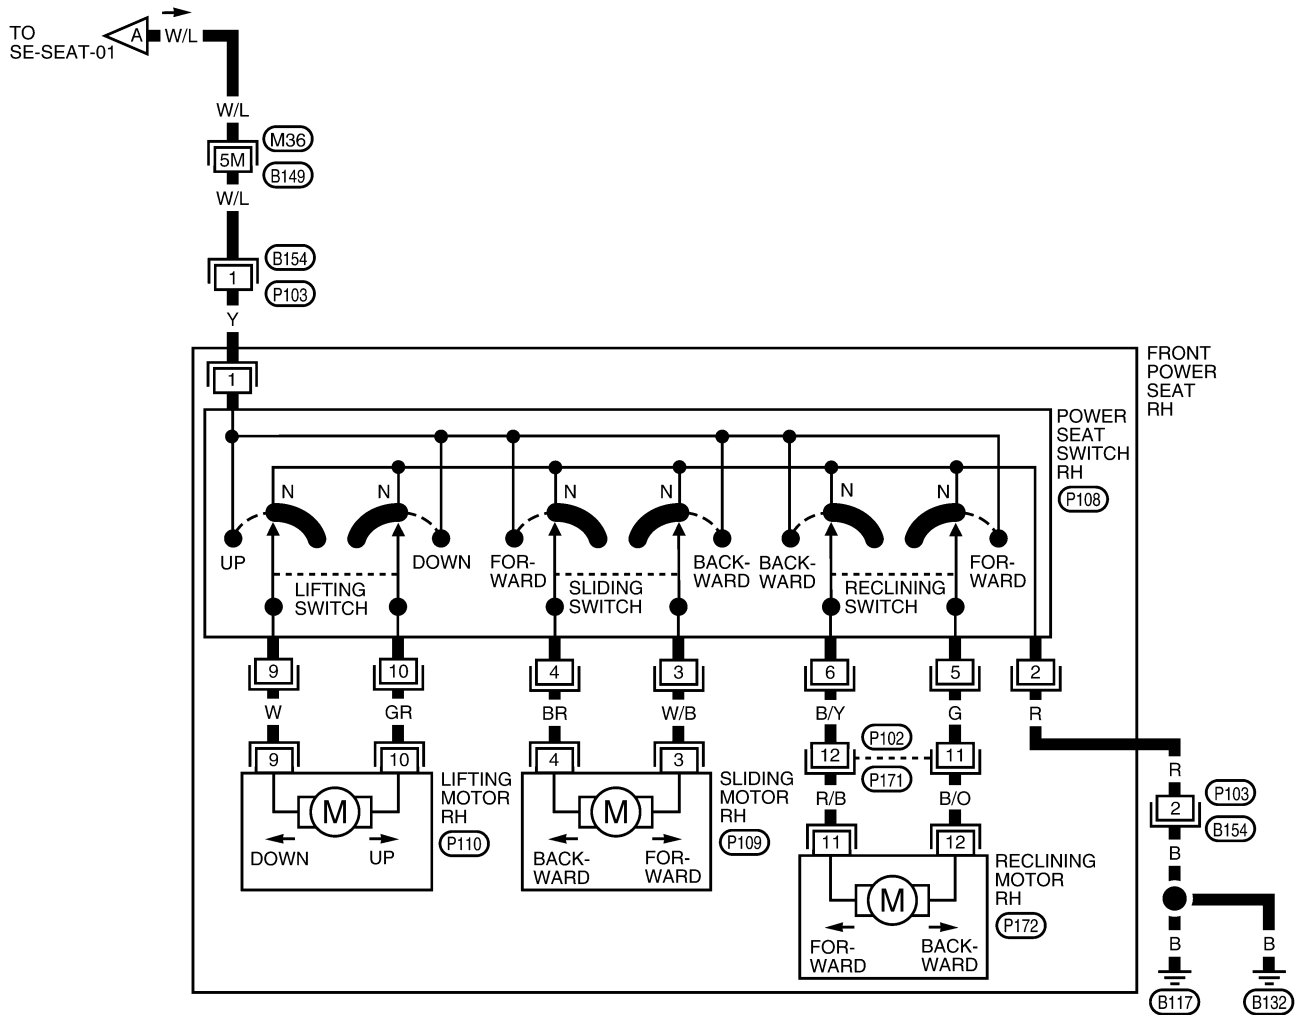 TO
SE-SEAT-01
A
W/L
W/L
5M
M36
B149
W/L
1
B154
P103
Y
1
FRONT
POWER
SEAT
RH
POWER
SEAT
SWITCH
RH
P108
N
N
N
N
N
N
UP
DOWN
FOR-
WARD
BACK-
WARD
BACK-
WARD
FOR-
WARD
LIFTING
SWITCH
SLIDING
SWITCH
RECLINING
SWITCH
9
10
4
3
6
5
2
W
GR
BR
W/B
B/Y
G
R
9
10
4
3
12
11
P102
P171
LIFTING
MOTOR
RH
P110
M
DOWN
UP
SLIDING
MOTOR
RH
P109
M
BACK-
WARD
FOR-
WARD
R/B
B/O
11
12
RECLINING
MOTOR
RH
P172
M
FOR-
WARD
BACK-
WARD
R
2
P103
B154
B
B
B
B117
B132